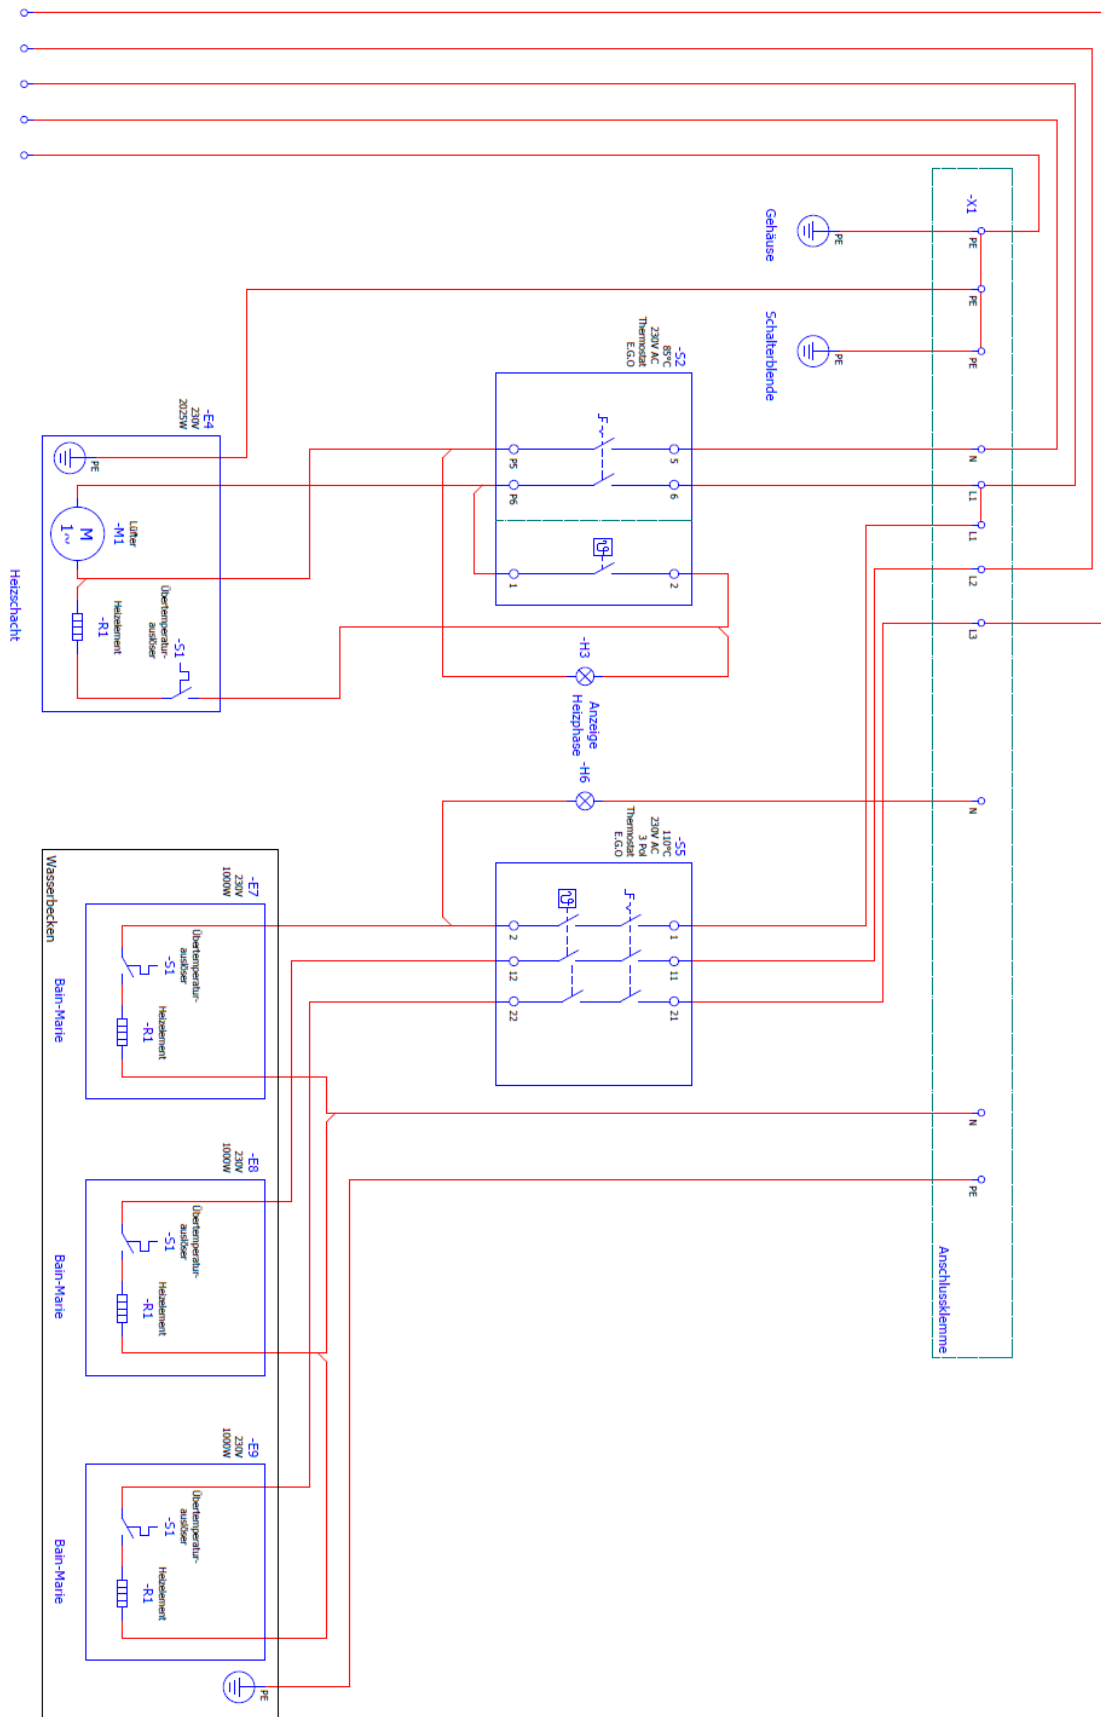 -X1
PE
PE
PE
N
L1
L1
L2
L3
N
N
PE
Anschlussklemme
PE
Gehäuse
PE
Schalterblende
-S2
85°C
230V AC
Thermostat
E.G.O
5
6
2
P5
P6
1
-H3
Anzeige
Heizphase
-H6
-S5
110°C
230V AC
3 Pol
Thermostat
E.G.O
1
11
21
2
12
22
-E4
230V
2025W
PE
Lüfter
-M1
M
1~
Übertemperatur-
auslöser
-S1
Heizelement
-R1
Heizschacht
-E7
230V
1000W
Übertemperatur-
auslöser
-S1
Heizelement
-R1
Bain-Marie
-E8
230V
1000W
Übertemperatur-
auslöser
-S1
Heizelement
-R1
Bain-Marie
-E9
230V
1000W
Übertemperatur-
auslöser
-S1
Heizelement
-R1
Bain-Marie
PE
Wasserbecken